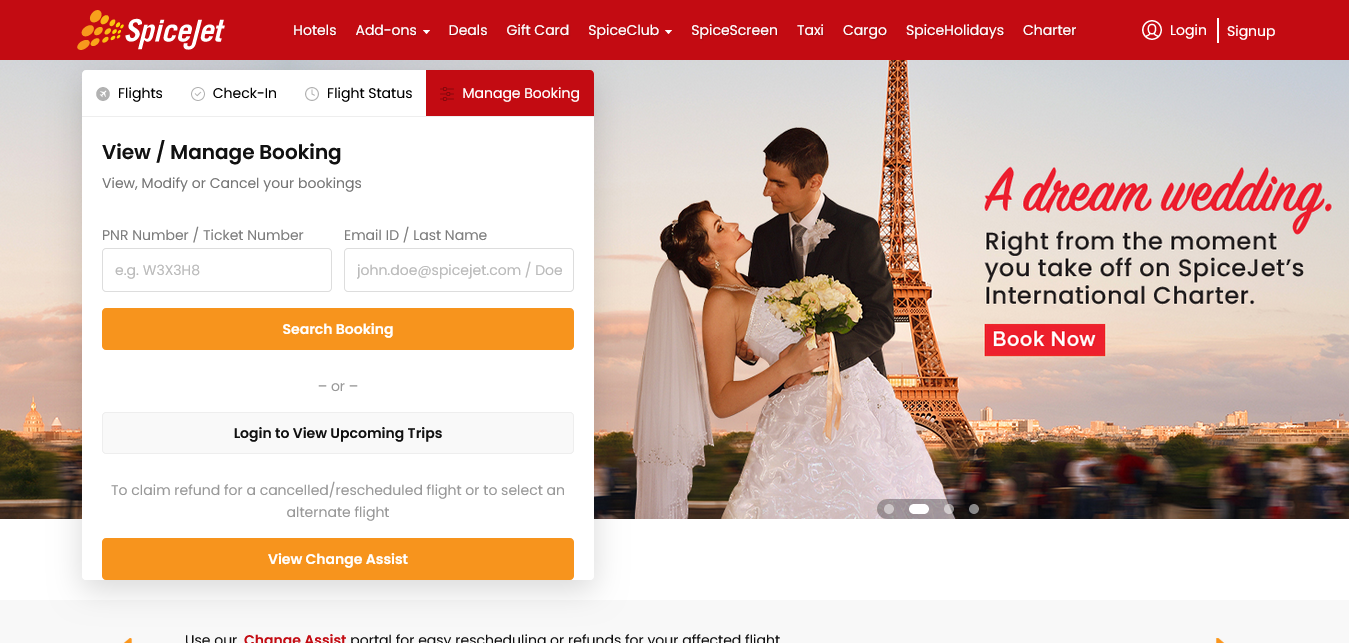 SpiceJet
Hotels Add-ons Deals Gift Card SpiceClub SpiceScreen Taxi Cargo SpiceHolidays Charter Login Signup
Flights Check-In Flight Status Manage Booking
View / Manage Booking
View, Modify or Cancel your bookings
PNR Number / Ticket Number Email ID / Last Name
e.g. W3X3H8 john.doe@spicejet.com / Doe
Search Booking
– or –
Login to View Upcoming Trips
To claim refund for a cancelled/rescheduled flight or to select an
alternate flight
View Change Assist
A dream wedding.
Right from the moment
you take off on SpiceJet's
International Charter.
Book Now
Use our Change Assist portal for easy rescheduling or refunds for your affected flight